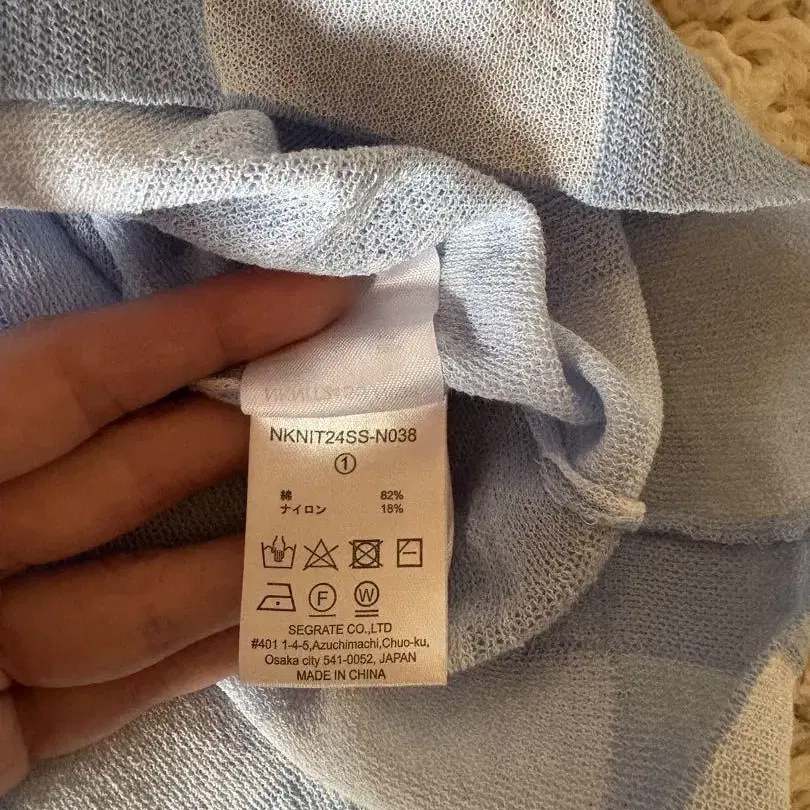 NKNIT24SS-N038
①
綿 82%
ナイロン 18%
F W
SEGRATE CO.,LTD
#401 1-4-5,Azuchimachi,Chuo-ku,
Osaka city 541-0052, JAPAN
MADE IN CHINA